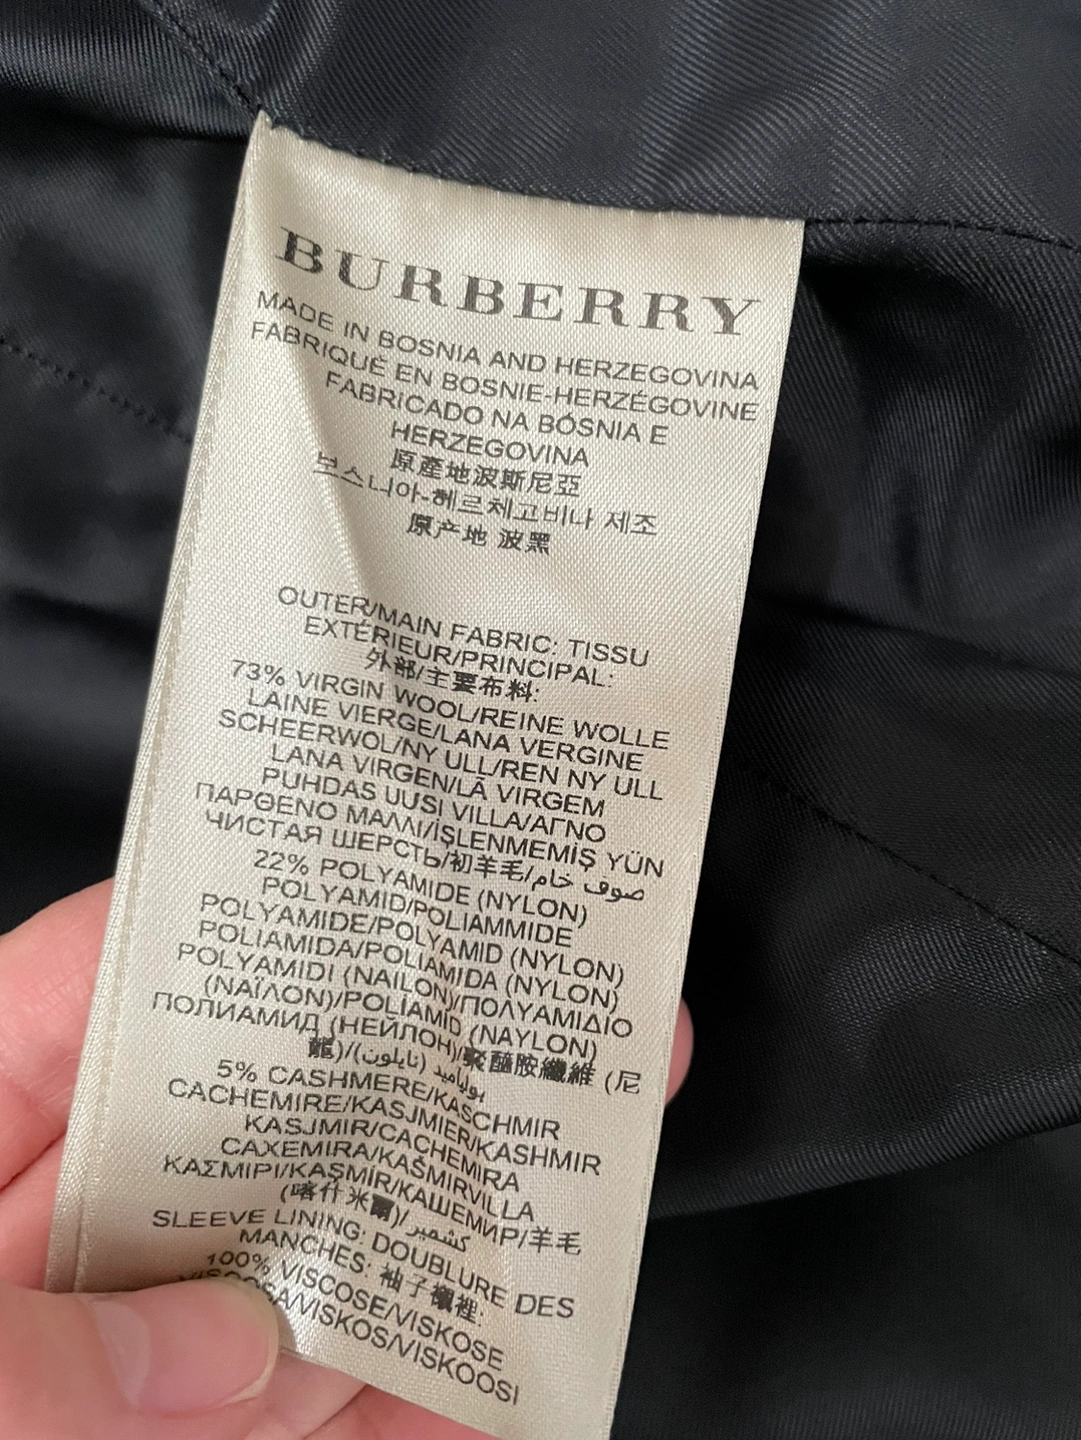 BURBERRY
MADE IN BOSNIA AND HERZEGOVINA
FABRIQUÉ EN BOSNIE-HERZÉGOVINE
FABRICADO NA BÓSNIA E
HERZEGOVINA
原產地波斯尼亞
보스니아-헤르체고비나 제조
原产地 波黑
OUTER/MAIN FABRIC: TISSU
EXTÉRIEUR/PRINCIPAL:
外部/主要布料:
73% VIRGIN WOOL/REINE WOLLE
LAINE VIERGE/LANA VERGINE
SCHEERWOL/NY ULL/REN NY ULL
LANA VIRGEN/LÃ VIRGEM
PUHDAS UUSI VILLA/ΑΓΝΟ
ΠΑΡΘΕΝΟ ΜΑΛΛΙ/İŞLENMEMİŞ YÜN
ЧИСТАЯ ШЕРСТЬ/初羊毛/صوف خام
22% POLYAMIDE (NYLON)
POLYAMID/POLIAMMIDE
POLYAMIDE/POLYAMID (NYLON)
POLIAMIDA/POLIAMIDA (NYLON)
POLYAMIDI (NAILON)/ΠΟΛΥΑΜΙΔΙΟ
(ΝΑΪΛΟΝ)/POLİAMİD (NAYLON)
ПОЛИАМИД (НЕЙЛОН)/聚醯胺纖維 (尼
龍)/بولياميد (نايلون)
5% CASHMERE/KASCHMIR
CACHEMIRE/KASJMIER/KASHMIR
KASJMIR/CACHEMIRA
CAXEMIRA/KAŠMIRVILLA
ΚΑΣΜΙΡΙ/KAŞMİR/КАШЕМИР/羊毛
(喀什米爾)/كشمير
SLEEVE LINING: DOUBLURE DES
MANCHES: 袖子襯裡:
100% VISCOSE/VISKOSE
VISCOSA/VISKOS/VISKOOSI